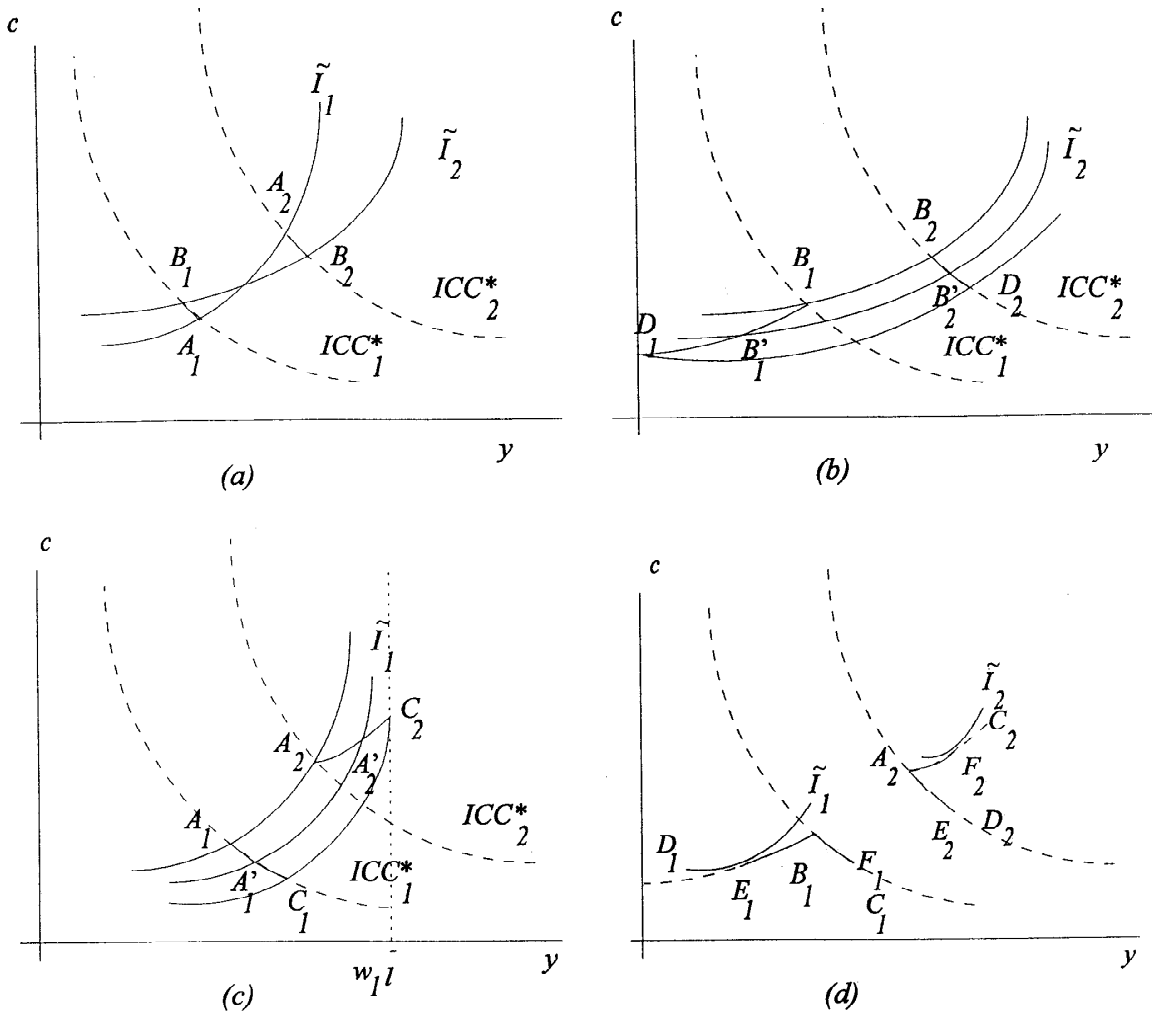 c
Ĩ₁
Ĩ₂
A₂
B₁
B₂
ICC*₂
A₁
ICC*₁
y
(a)
c
Ĩ₂
B₂
B₁
D₁
B'₂
D₂
ICC*₂
B'₁
ICC*₁
y
(b)
c
Ĩ₁
C₂
A₂
A'₂
A₁
ICC*₂
A'₁
ICC*₁
C₁
w₁l̄
y
(c)
c
Ĩ₂
C₂
A₂
F₂
Ĩ₁
E₂
D₂
D₁
E₁
B₁
F₁
C₁
y
(d)